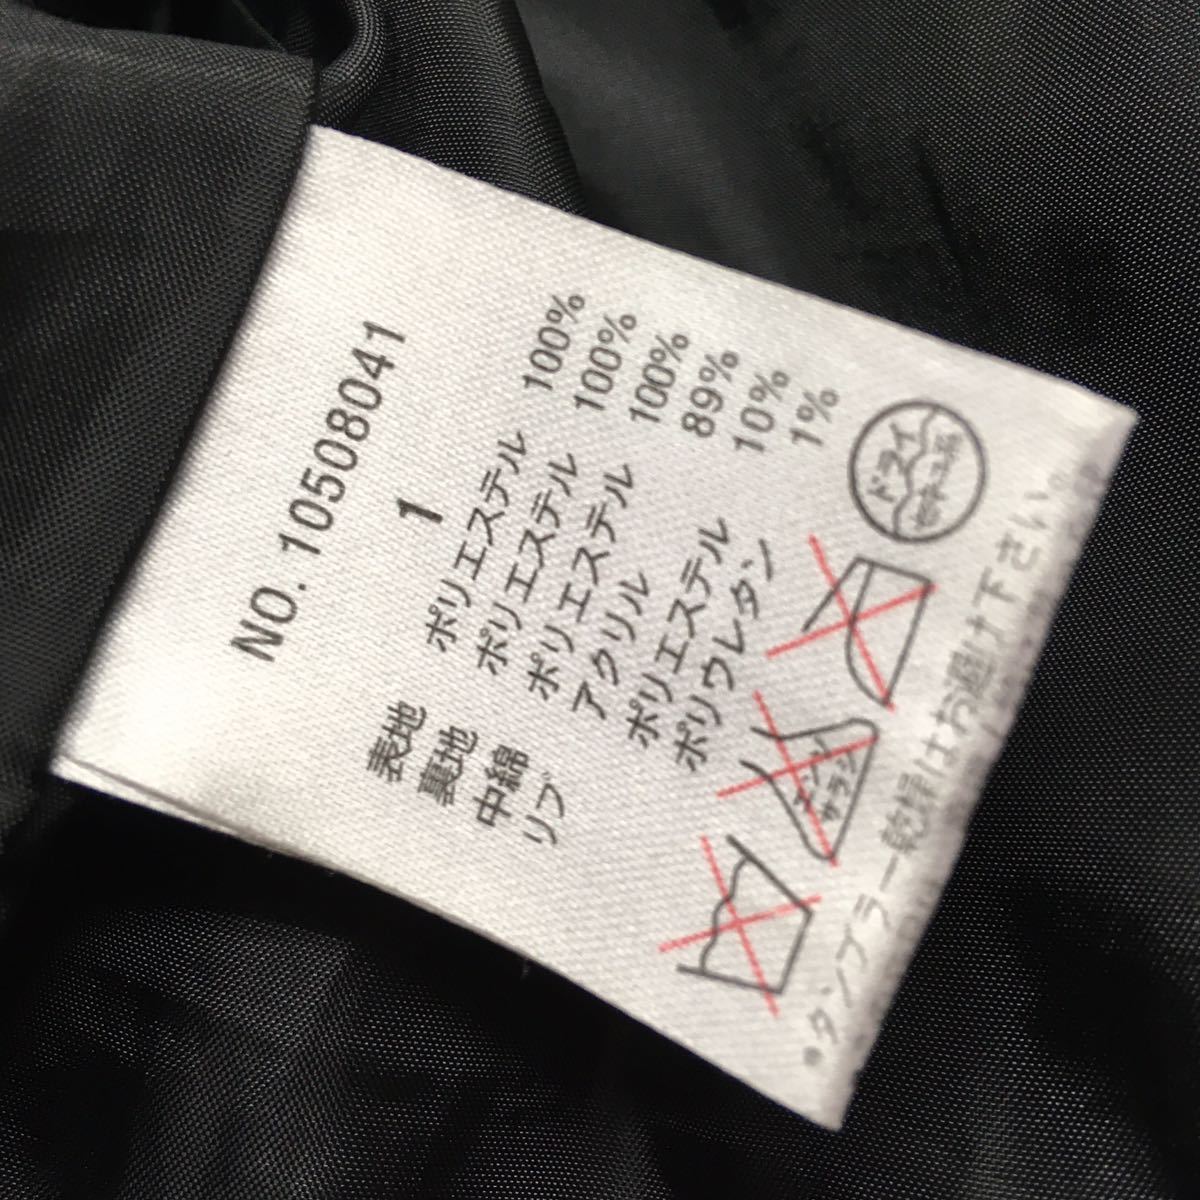 NO. 10508041
1
表地 ポリエステル 100%
裏地 ポリエステル 100%
中綿 ポリエステル 100%
リブ アクリル 89%
ポリエステル 10%
ポリウレタン 1%
エンソ
サラシ
ドライ
セキユ系
•タンブラー乾燥はお避け下さい。